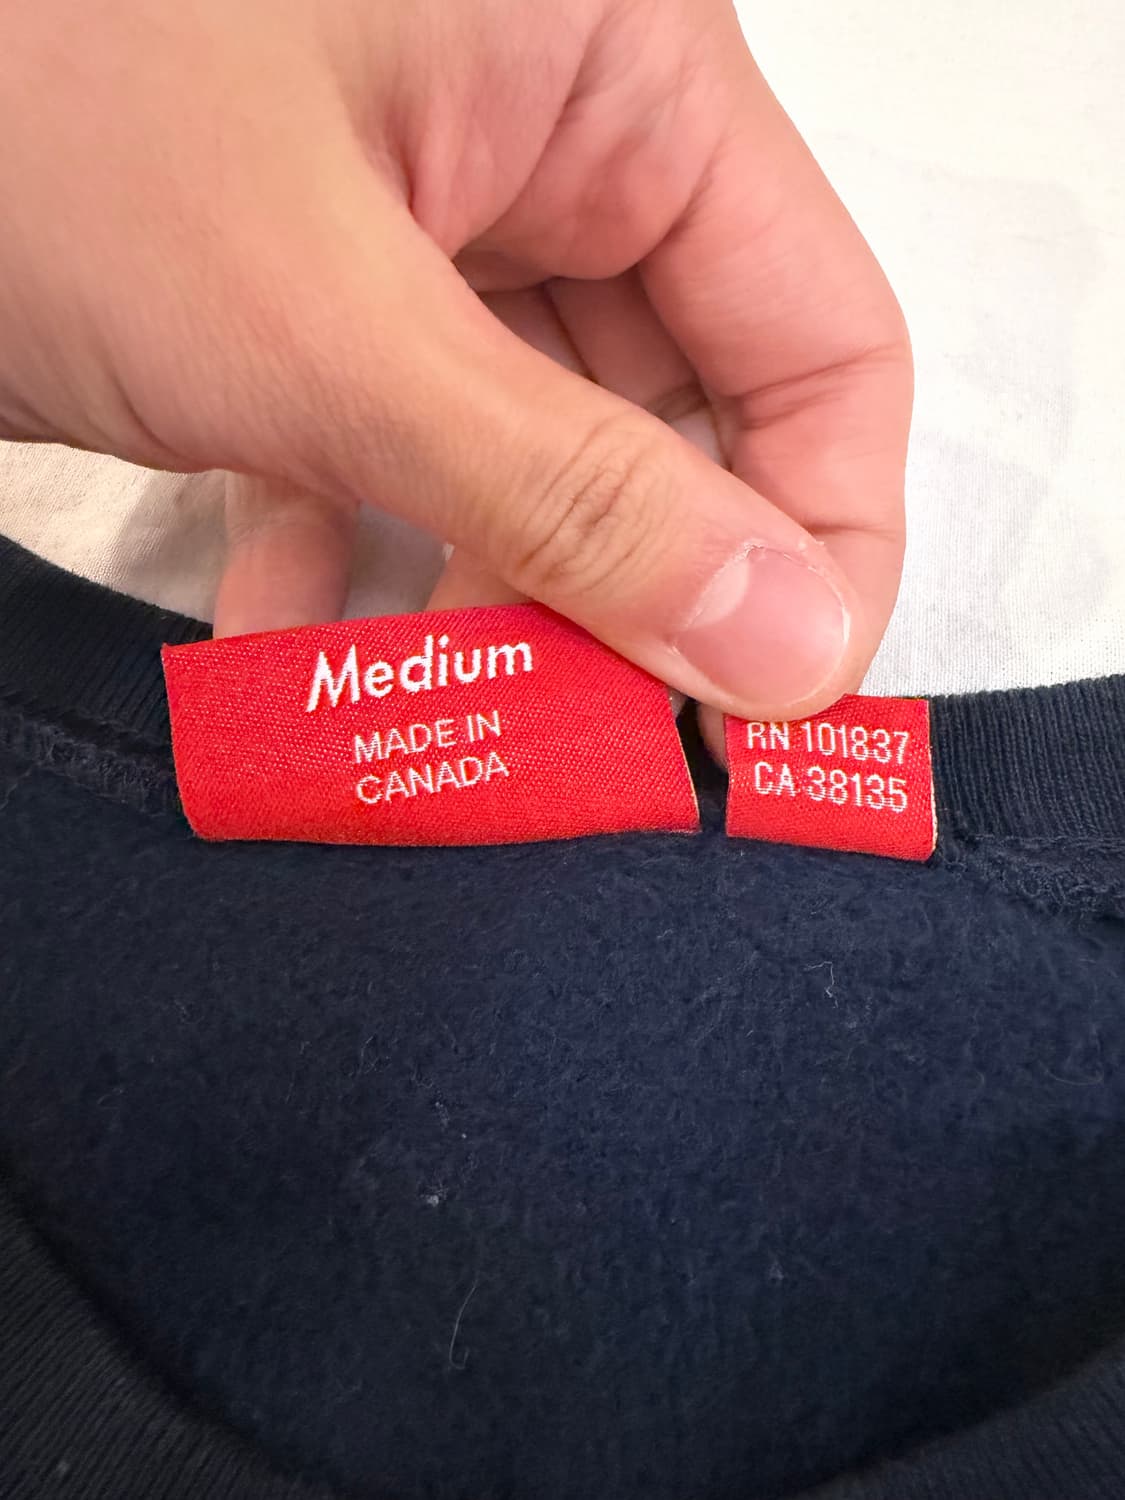 Medium
MADE IN
CANADA
RN 101837
CA 38135